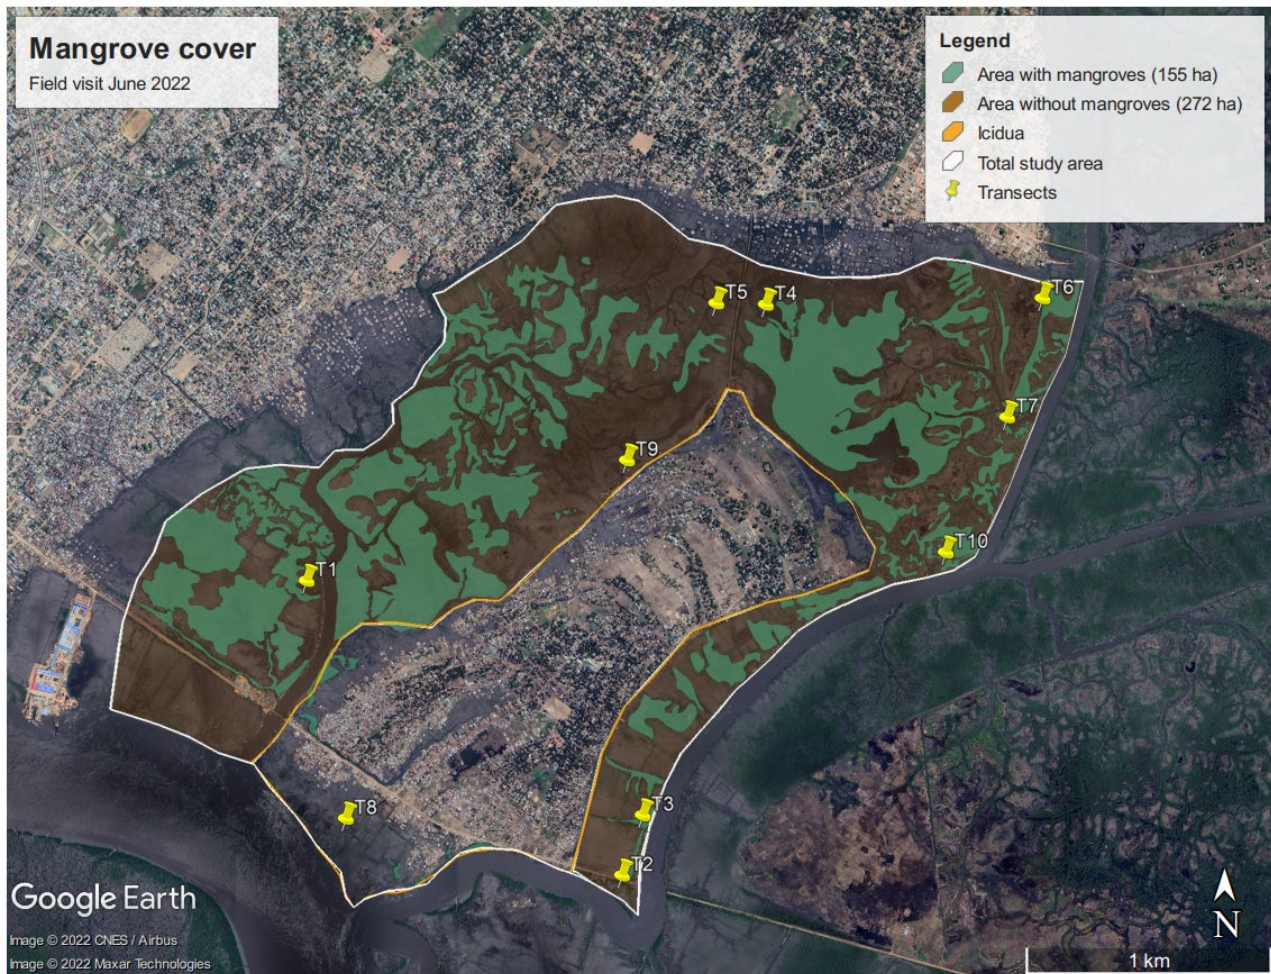 Mangrove cover
Field visit June 2022
Legend
Area with mangroves (155 ha)
Area without mangroves (272 ha)
Icidua
Total study area
Transects
T5
T4
T6
T7
T9
T10
T1
T8
T3
T2
Google Earth
N
Image © 2022 CNES / Airbus
Image © 2022 Maxar Technologies
1 km